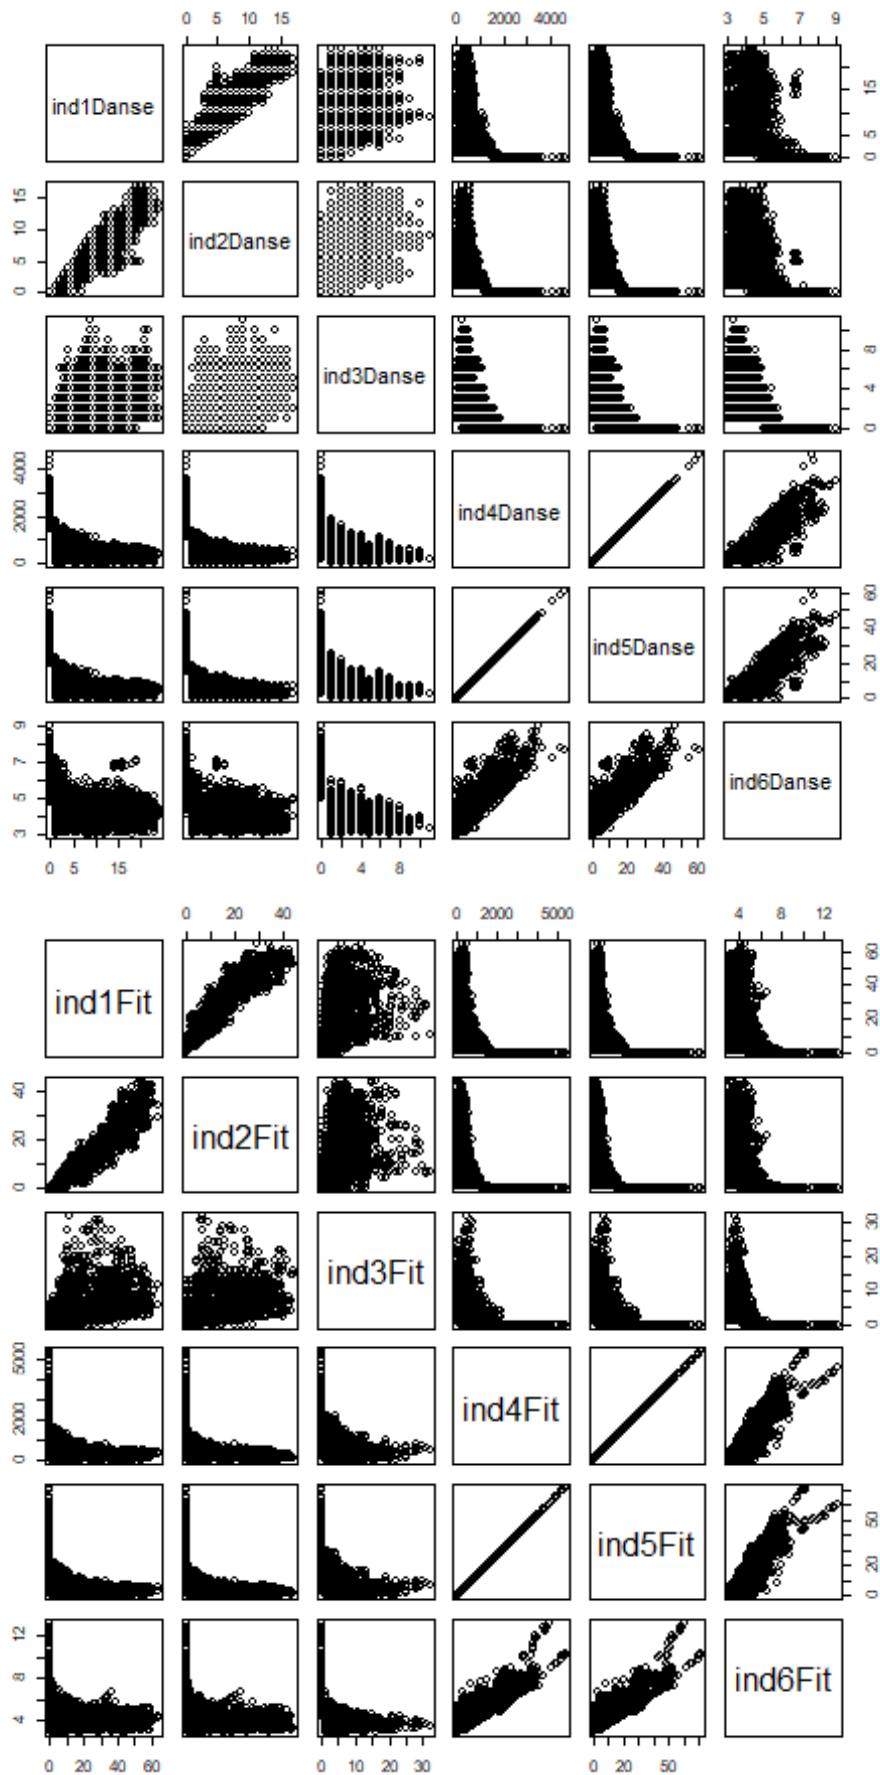 0 5 10 15 0 2000 4000 3 5 7 9
ind1Danse 0 5 15
0 5 10 15 ind2Danse
ind3Danse 0 4 8
0 2000 4000 ind4Danse
ind5Danse 0 20 40 60
3 5 7 9 ind6Danse
0 5 15 0 4 8 0 20 40 60
0 20 40 0 2000 5000 4 8 12
ind1Fit 0 20 40 60
0 20 40 ind2Fit
ind3Fit 0 10 20 30
0 2000 5000 ind4Fit
ind5Fit 0 20 50
4 8 12 ind6Fit
0 20 40 60 0 10 20 30 0 20 50